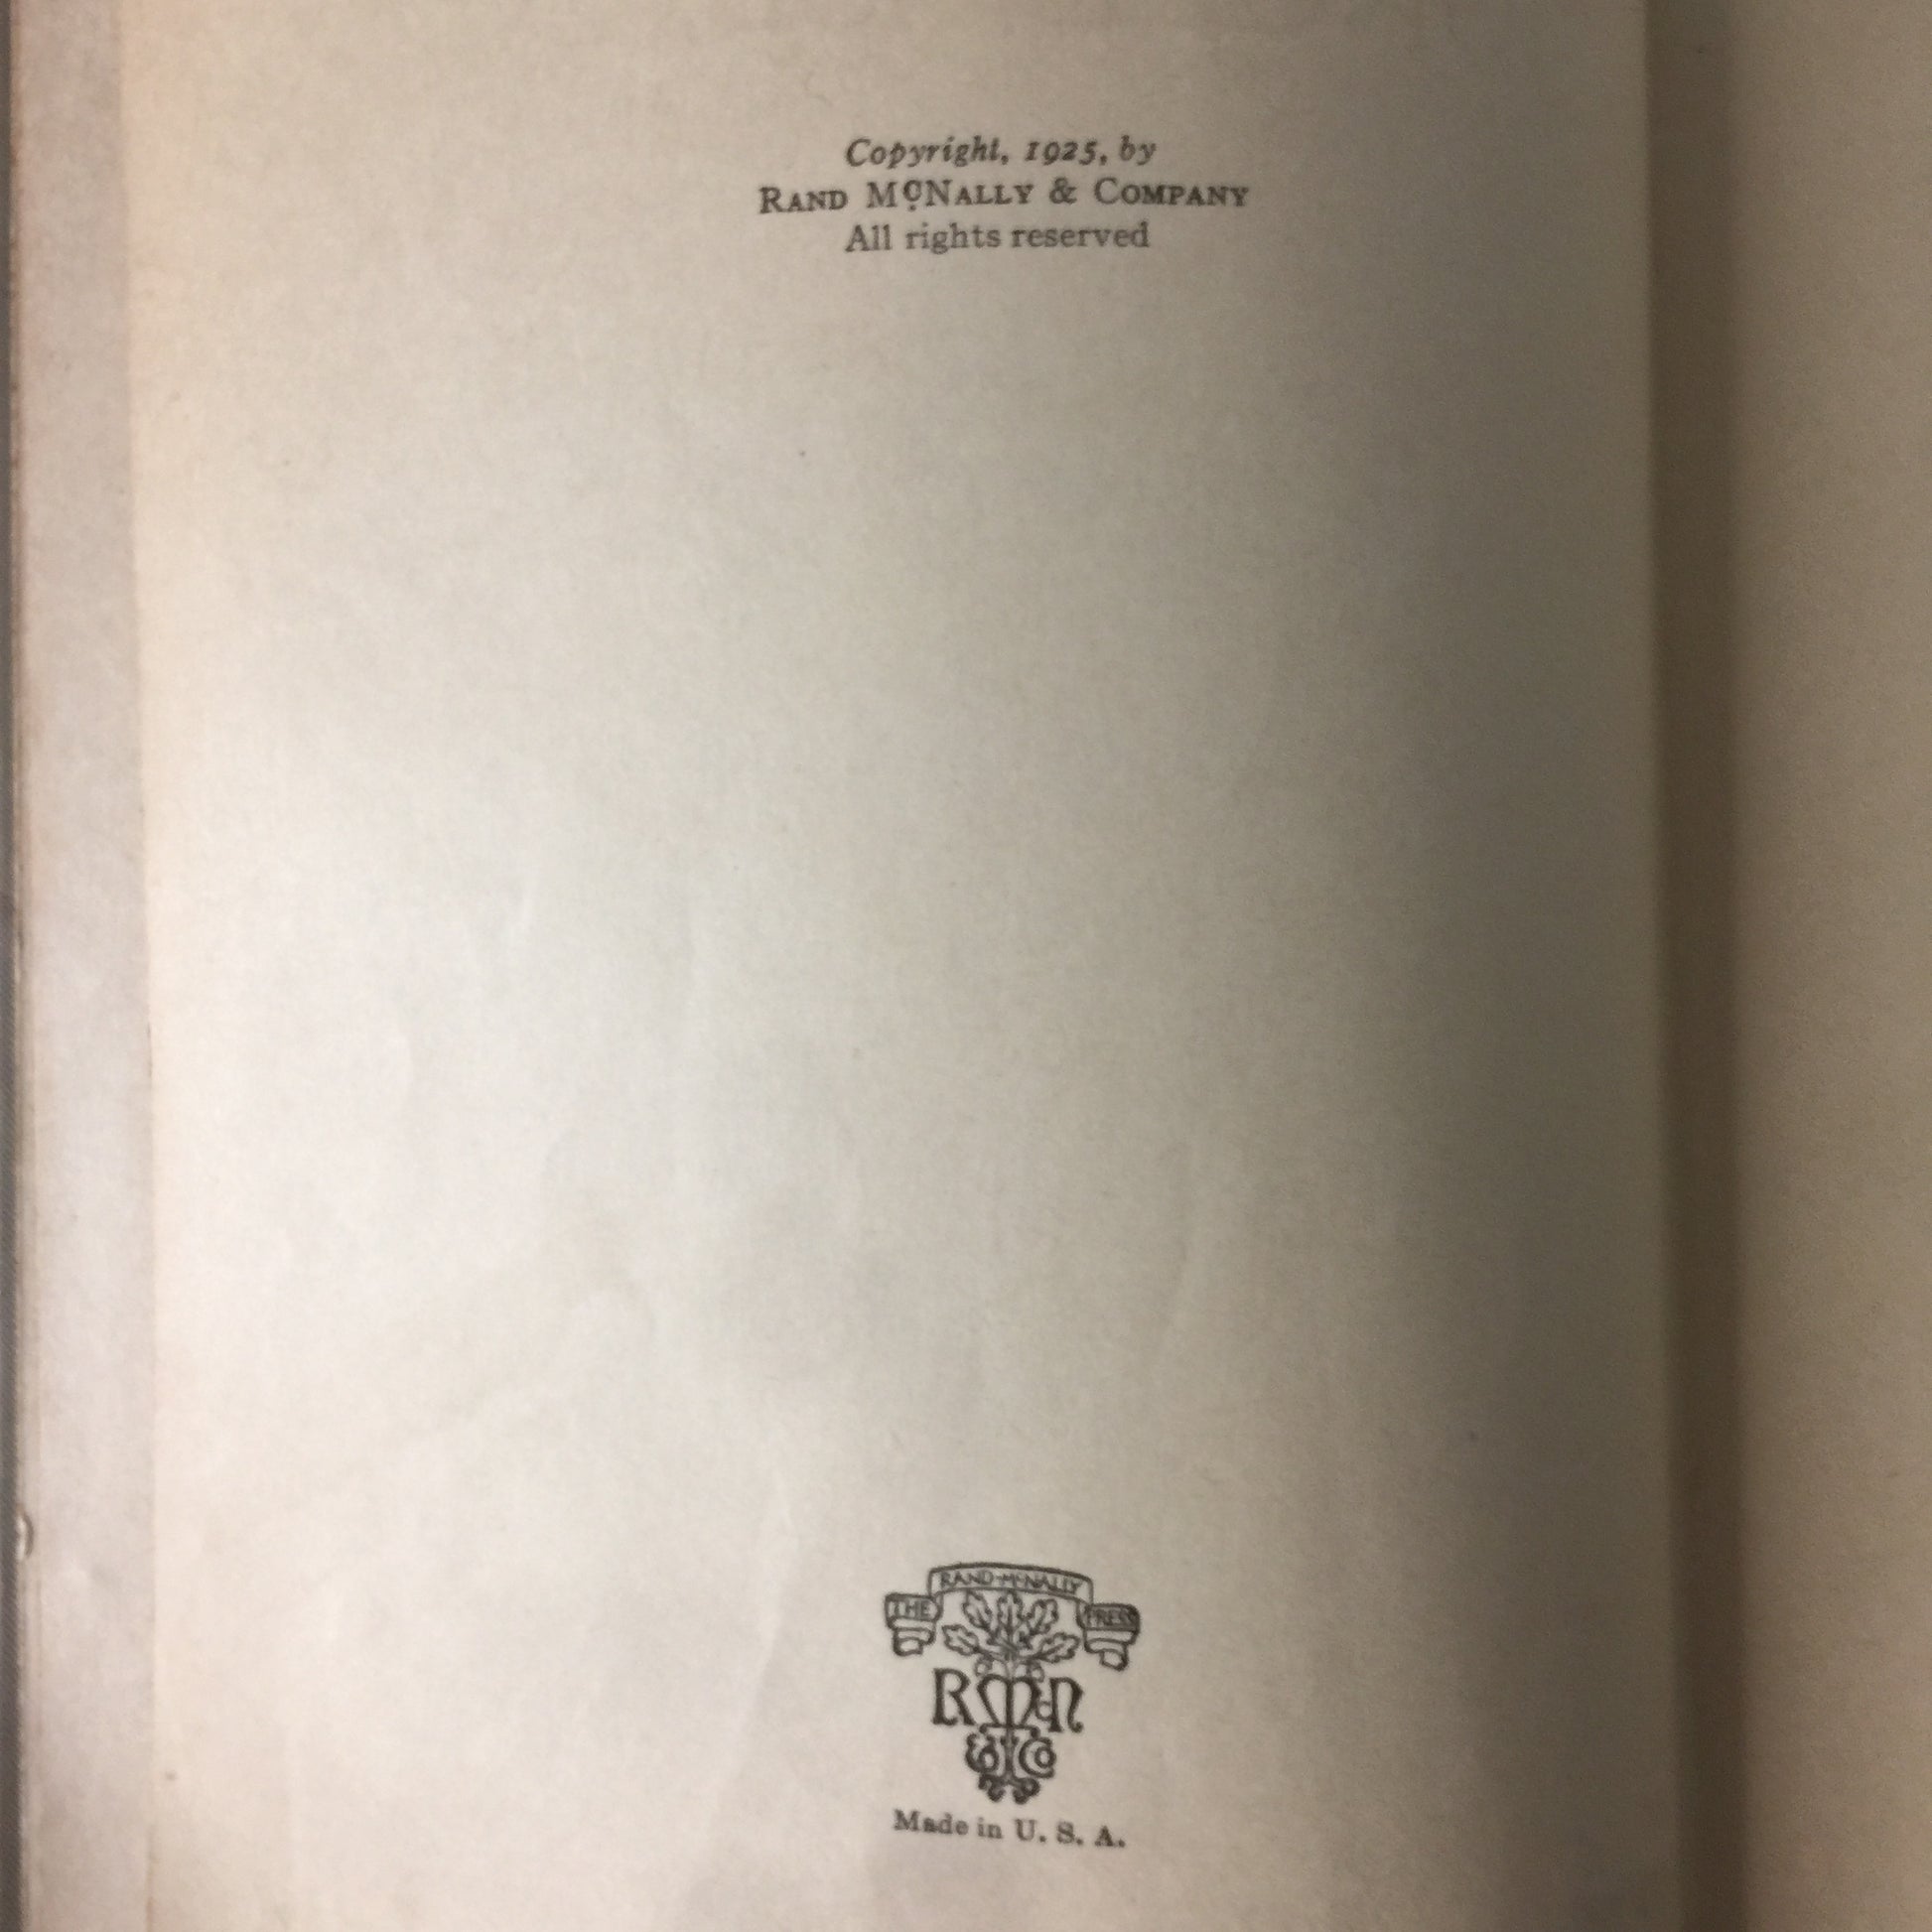 Copyright, 1925, by
RAND MCNALLY & COMPANY
All rights reserved
RAND MCNALLY
THE PRESS
RMCN
& CO
Made in U. S. A.